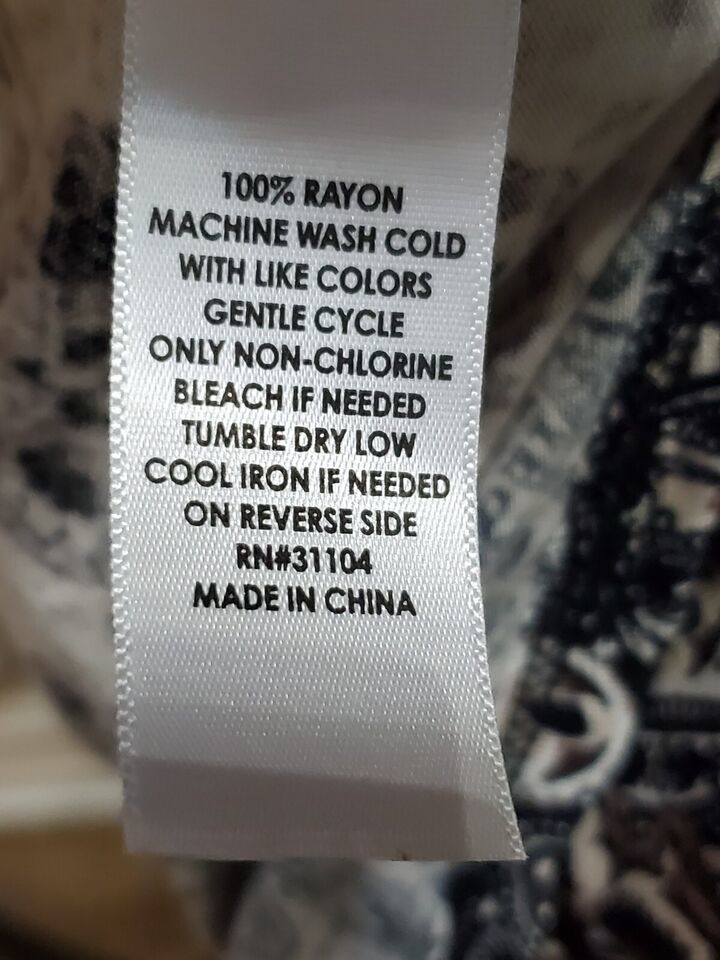 100% RAYON
MACHINE WASH COLD
WITH LIKE COLORS
GENTLE CYCLE
ONLY NON-CHLORINE
BLEACH IF NEEDED
TUMBLE DRY LOW
COOL IRON IF NEEDED
ON REVERSE SIDE
RN#31104
MADE IN CHINA